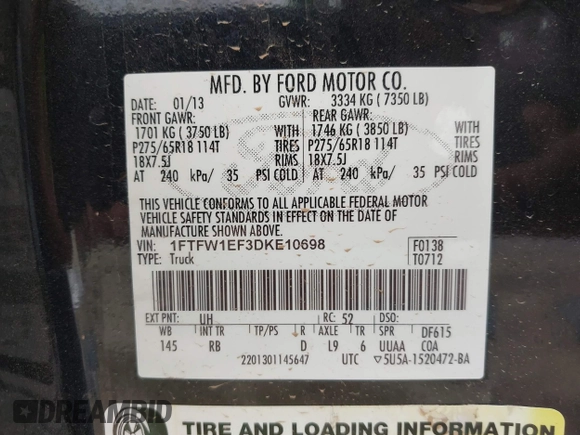 MFD. BY FORD MOTOR CO.
DATE: 01/13 GVWR: 3334 KG ( 7350 LB)
FRONT GAWR: REAR GAWR:
1701 KG ( 3750 LB) WITH 1746 KG ( 3850 LB) WITH
P275/65R18 114T TIRES P275/65R18 114T TIRES
18X7.5J RIMS 18X7.5J RIMS
AT 240 kPa/ 35 PSI COLD AT 240 kPa/ 35 PSI COLD
Ford
THIS VEHICLE CONFORMS TO ALL APPLICABLE FEDERAL MOTOR
VEHICLE SAFETY STANDARDS IN EFFECT ON THE DATE OF
MANUFACTURE SHOWN ABOVE.
VIN: 1FTFW1EF3DKE10698 F0138
TYPE: Truck T0712
EXT PNT: UH RC: 52 DSO:
WB INT TR TP/PS R AXLE TR SPR DF615
145 RB D L9 6 UUAA COA
2201301145647 UTC ▽5U5A-1520472-BA
DREAMBID
TIRE AND LOADING INFORMATION